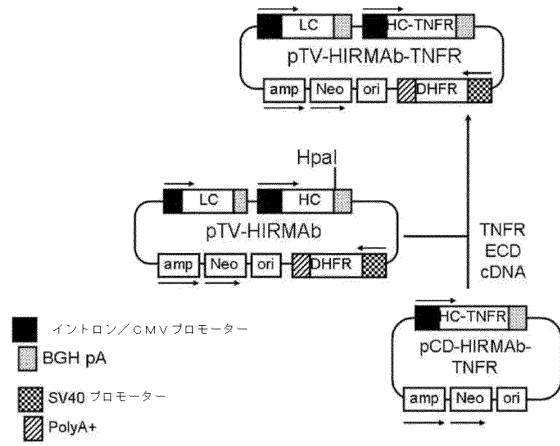 LC
HC-TNFR
pTV-HIRMAb-TNFR
amp Neo ori DHFR
HpaI
LC
HC
pTV-HIRMAb
amp Neo ori DHFR
TNFR
ECD
cDNA
HC-TNFR
pCD-HIRMAb-
TNFR
amp Neo ori
イントロン/CMVプロモーター
BGH pA
SV40 プロモーター
PolyA+